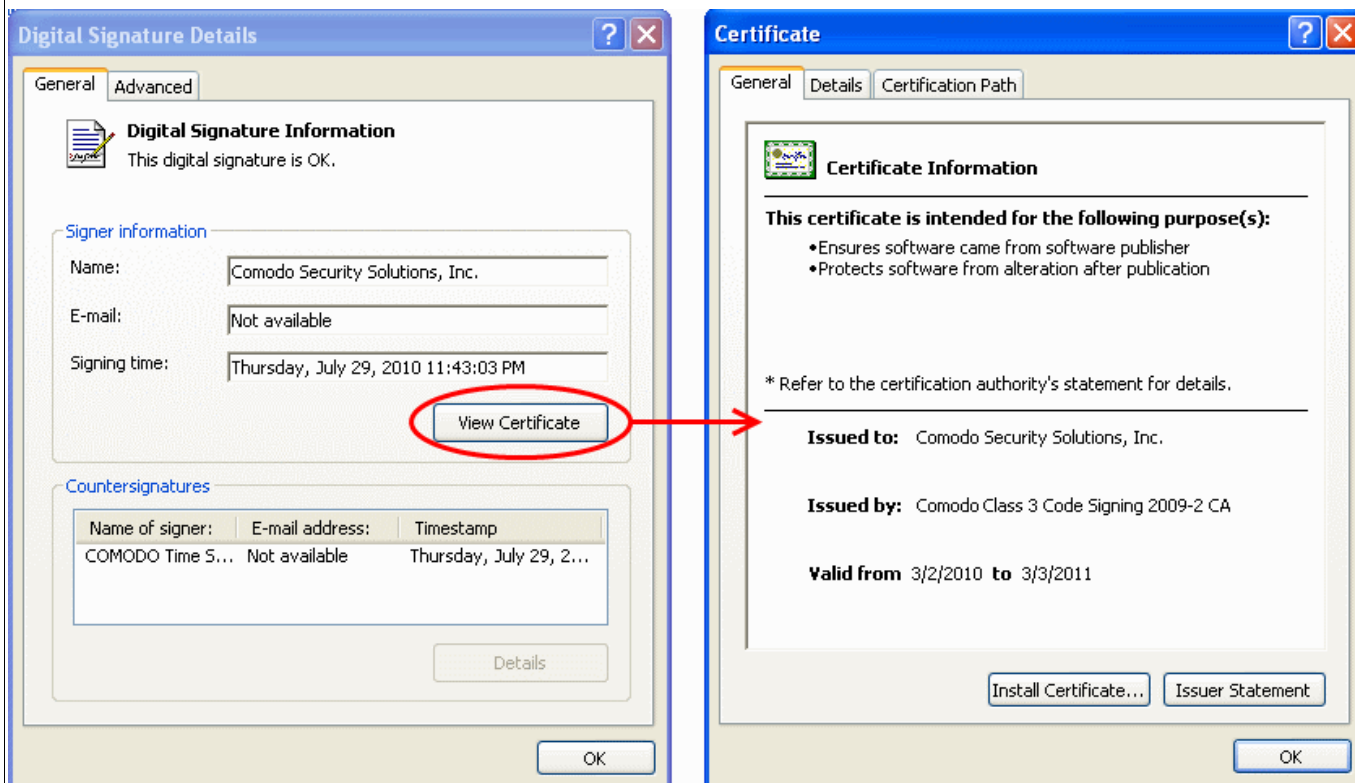 Digital Signature Details
General
Advanced
Digital Signature Information
This digital signature is OK.
Signer information
Name:
Comodo Security Solutions, Inc.
E-mail:
Not available
Signing time:
Thursday, July 29, 2010 11:43:03 PM
View Certificate
Countersignatures
Name of signer: E-mail address: Timestamp
COMODO Time S... Not available Thursday, July 29, 2...
Details
OK
Certificate
General
Details
Certification Path
Certificate Information
This certificate is intended for the following purpose(s):
•Ensures software came from software publisher
•Protects software from alteration after publication
* Refer to the certification authority's statement for details.
Issued to: Comodo Security Solutions, Inc.
Issued by: Comodo Class 3 Code Signing 2009-2 CA
Valid from 3/2/2010 to 3/3/2011
Install Certificate...
Issuer Statement
OK